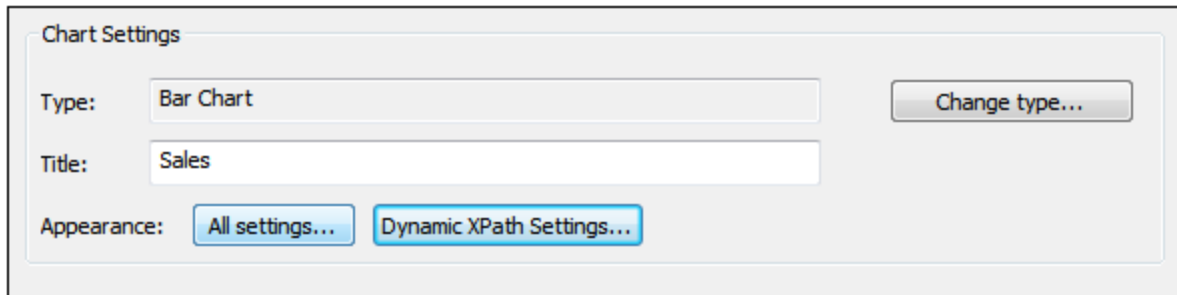 Chart Settings
Type: Bar Chart Change type...
Title: Sales
Appearance: All settings... Dynamic XPath Settings...